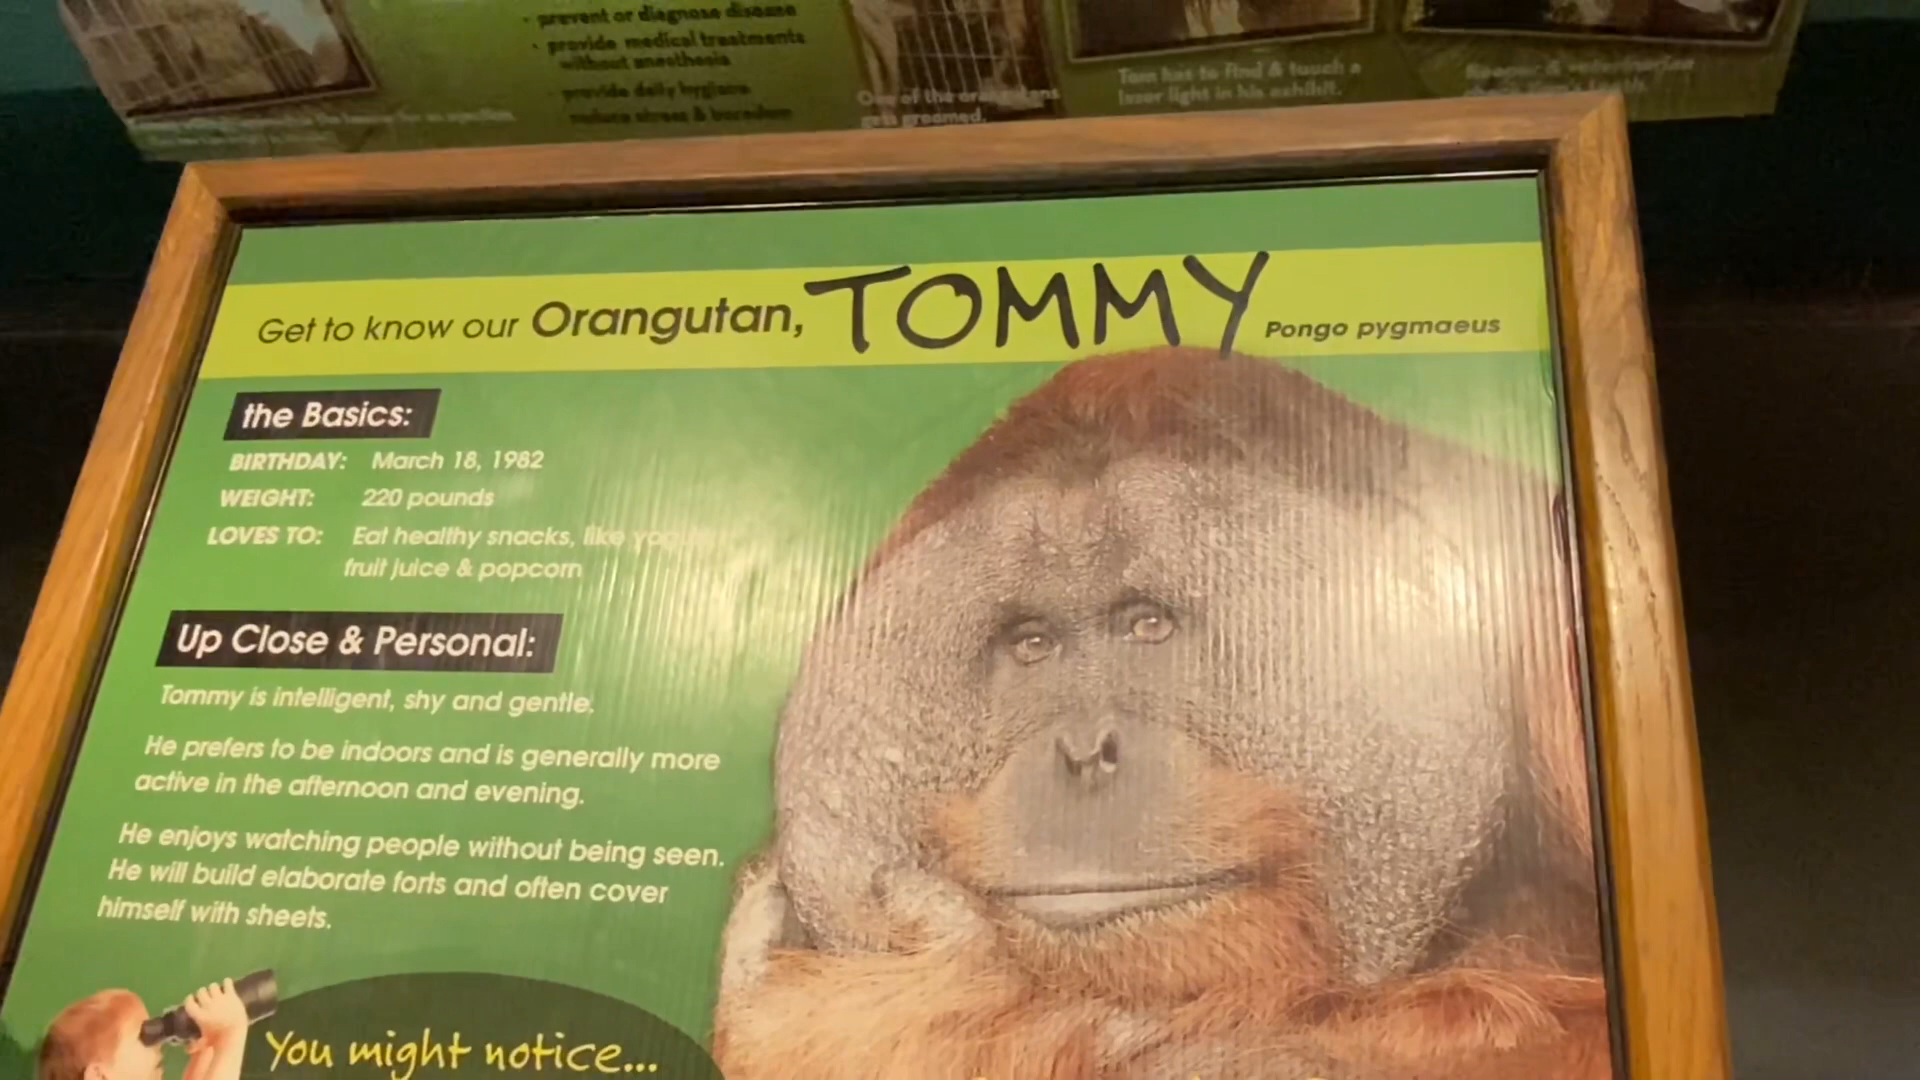 • prevent or diagnose disease
• provide medical treatments
without anesthesia
provide daily hygiene
reduce stress & boredom
One of the orangutans
gets groomed.
Tom has to find & touch a
laser light in his exhibit.
Keeper & veterinarian
Get to know our Orangutan, TOMMY Pongo pygmaeus
the Basics:
BIRTHDAY: March 18, 1982
WEIGHT: 220 pounds
LOVES TO: Eat healthy snacks, like
fruit juice & popcorn
Up Close & Personal:
Tommy is intelligent, shy and gentle.
He prefers to be indoors and is generally more
active in the afternoon and evening.
He enjoys watching people without being seen.
He will build elaborate forts and often cover
himself with sheets.
You might notice...